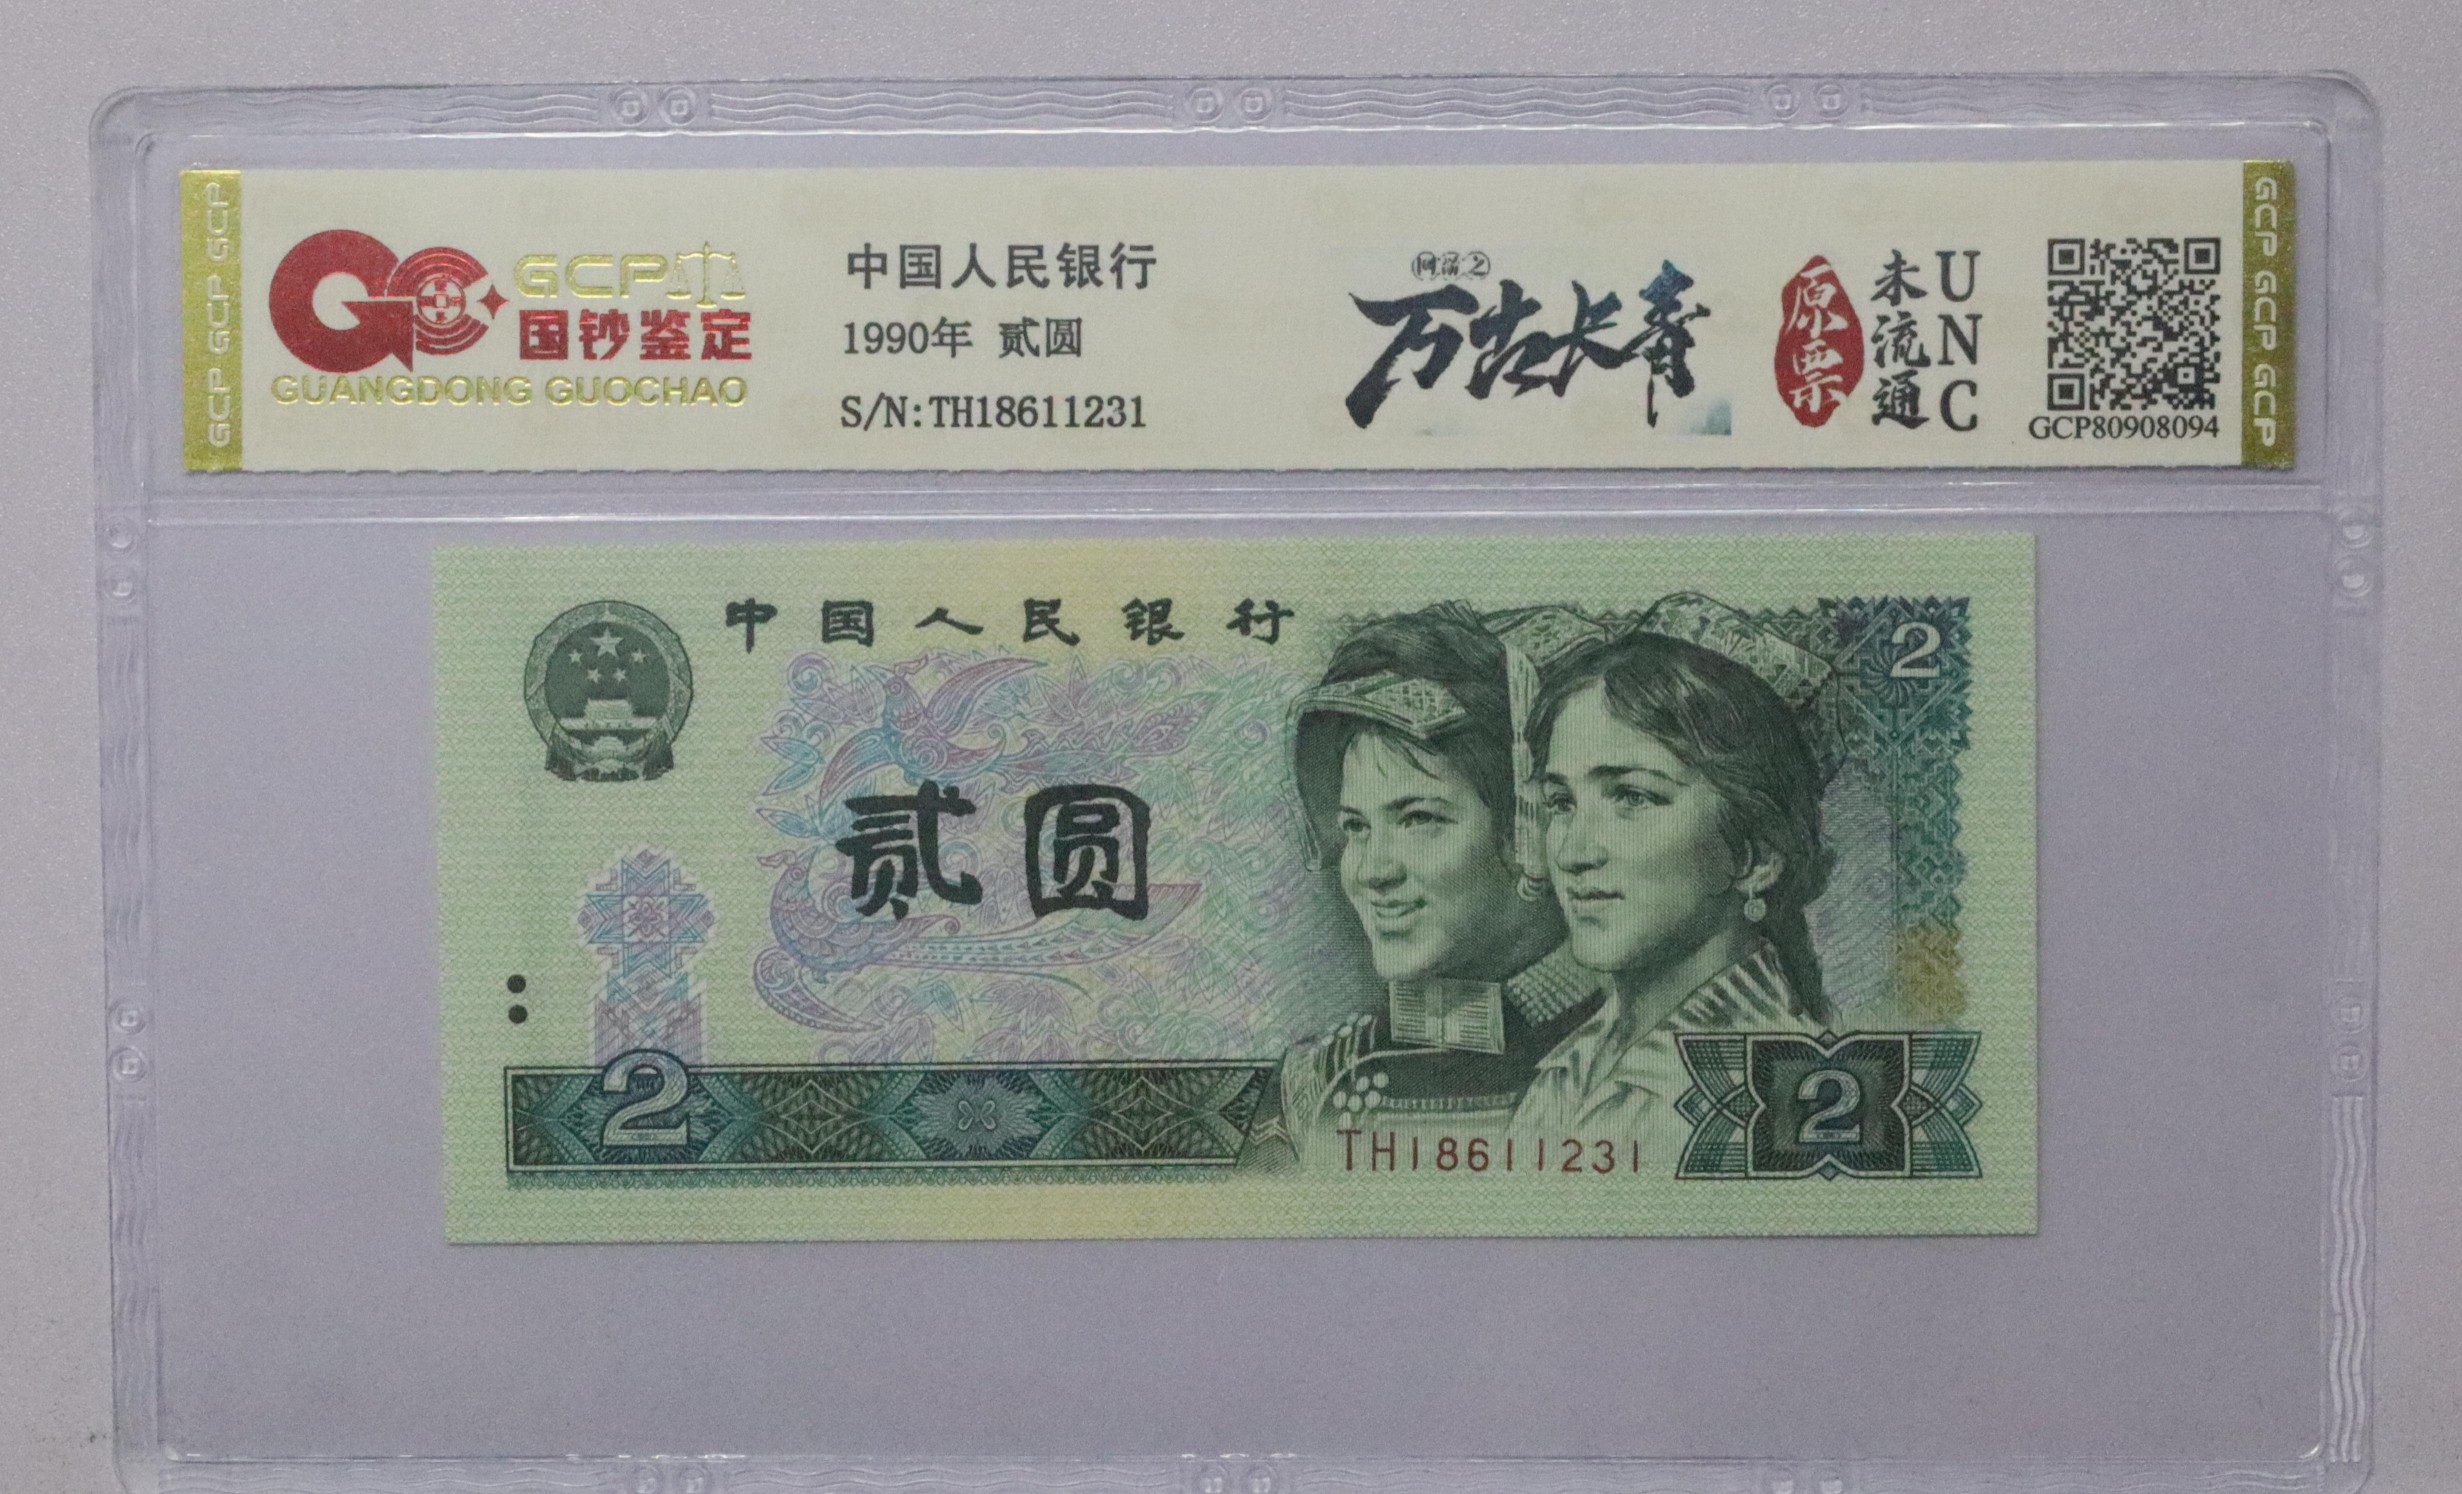 GCP
国钞鉴定
GUANGDONG GUOCHAO
中国人民银行
1990年 贰圆
S/N:TH18611231
万古长青
原票
未流通
UNC
GCP80908094
GCP GCP GCP
GCP GCP GCP
中国人民银行
2
贰圆
2
TH18611231
2